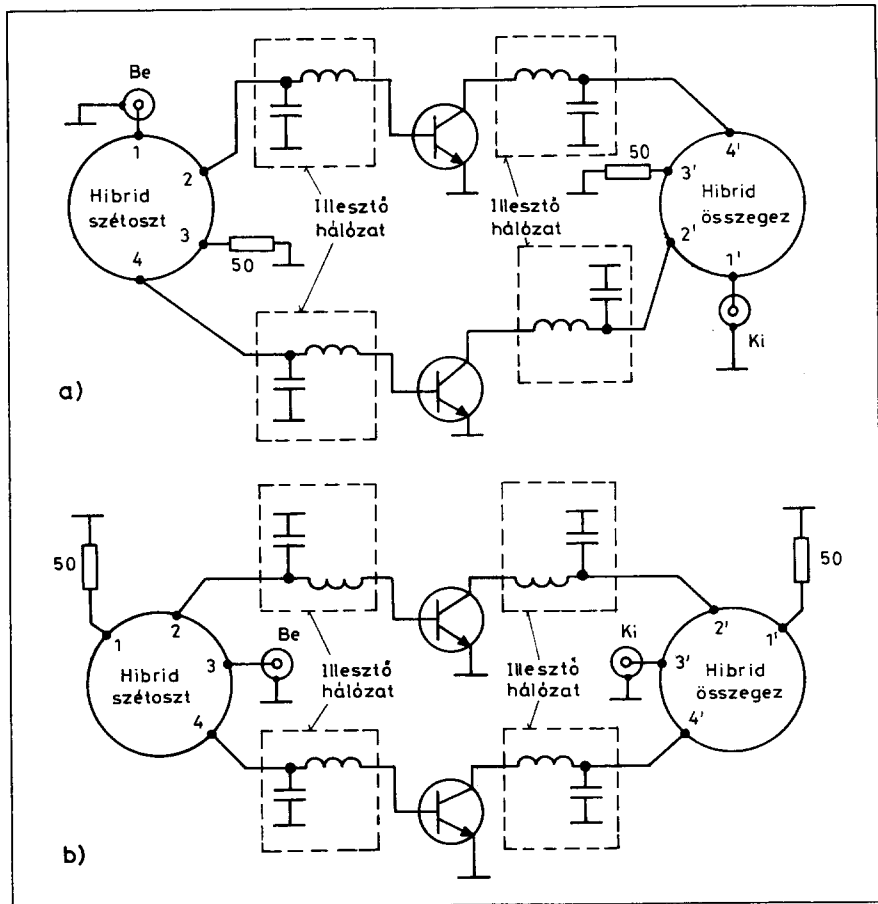 Be
1
2
3
4
Hibrid
szétoszt
50
Illesztő
hálózat
Illesztő
hálózat
50
4'
3'
2'
1'
Hibrid
összegez
Ki
a)
50
1
2
3
4
Be
Hibrid
szétoszt
Illesztő
hálózat
Illesztő
hálózat
Ki
2'
1'
3'
4'
Hibrid
összegez
50
b)